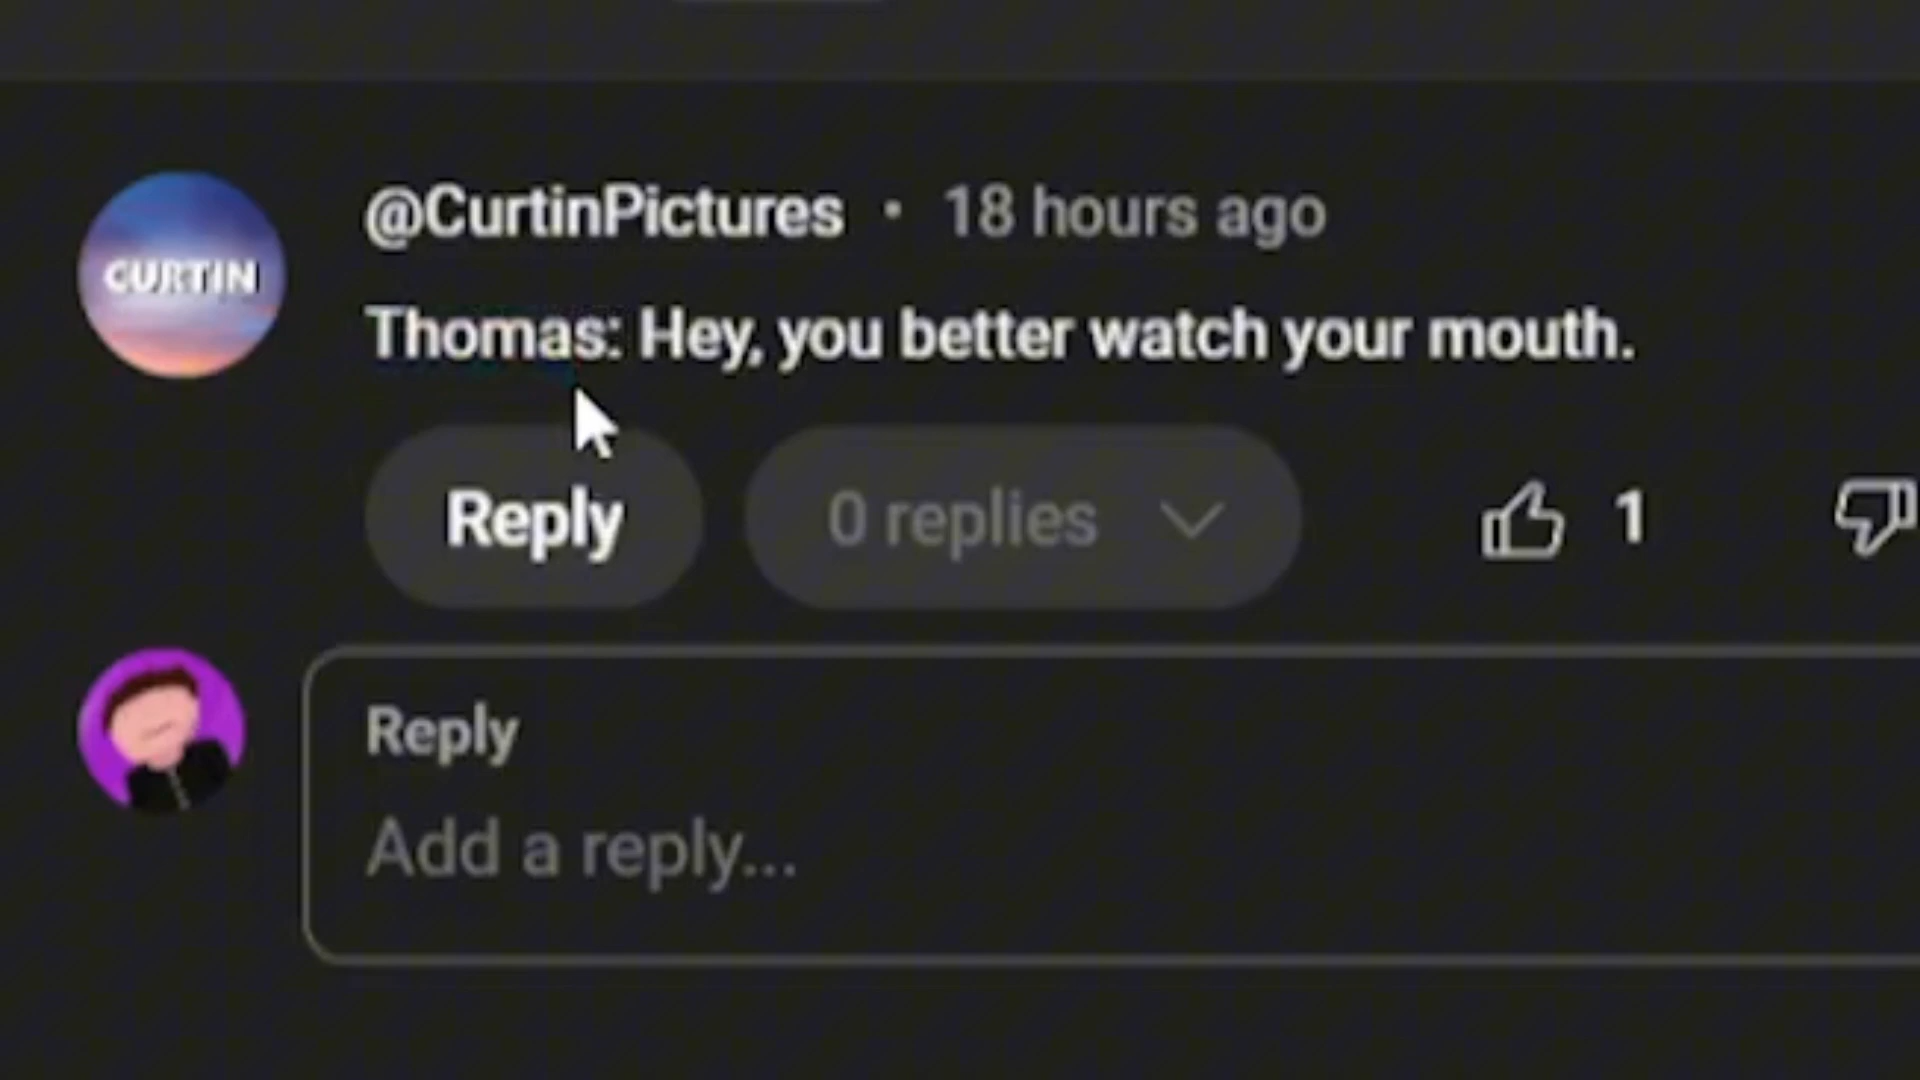 CURTIN
@CurtinPictures • 18 hours ago
Thomas: Hey, you better watch your mouth.
Reply
0 replies
1
Reply
Add a reply...